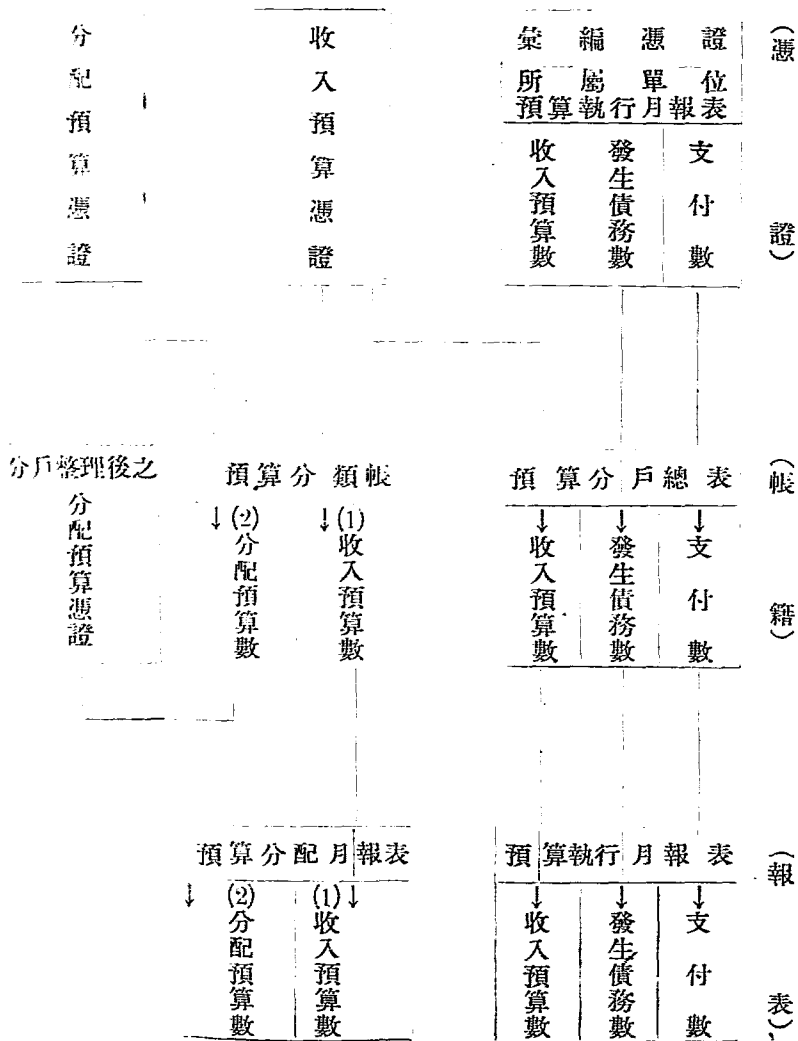 (憑證)
彙編憑證
所屬單位
預算執行月報表
支付數
發生債務數
收入預算數
收入預算憑證
分配預算憑證
(帳籍)
預算分戶總表
↓支付數
↓發生債務數
↓收入預算數
預算分類帳
↓(1)收入預算數
↓(2)分配預算數
分戶整理後之
分配預算憑證
(報表)
預算執行月報表
↓支付數
↓發生債務數
↓收入預算數
預算分配月報表
(1)↓收入預算數
↓(2)分配預算數